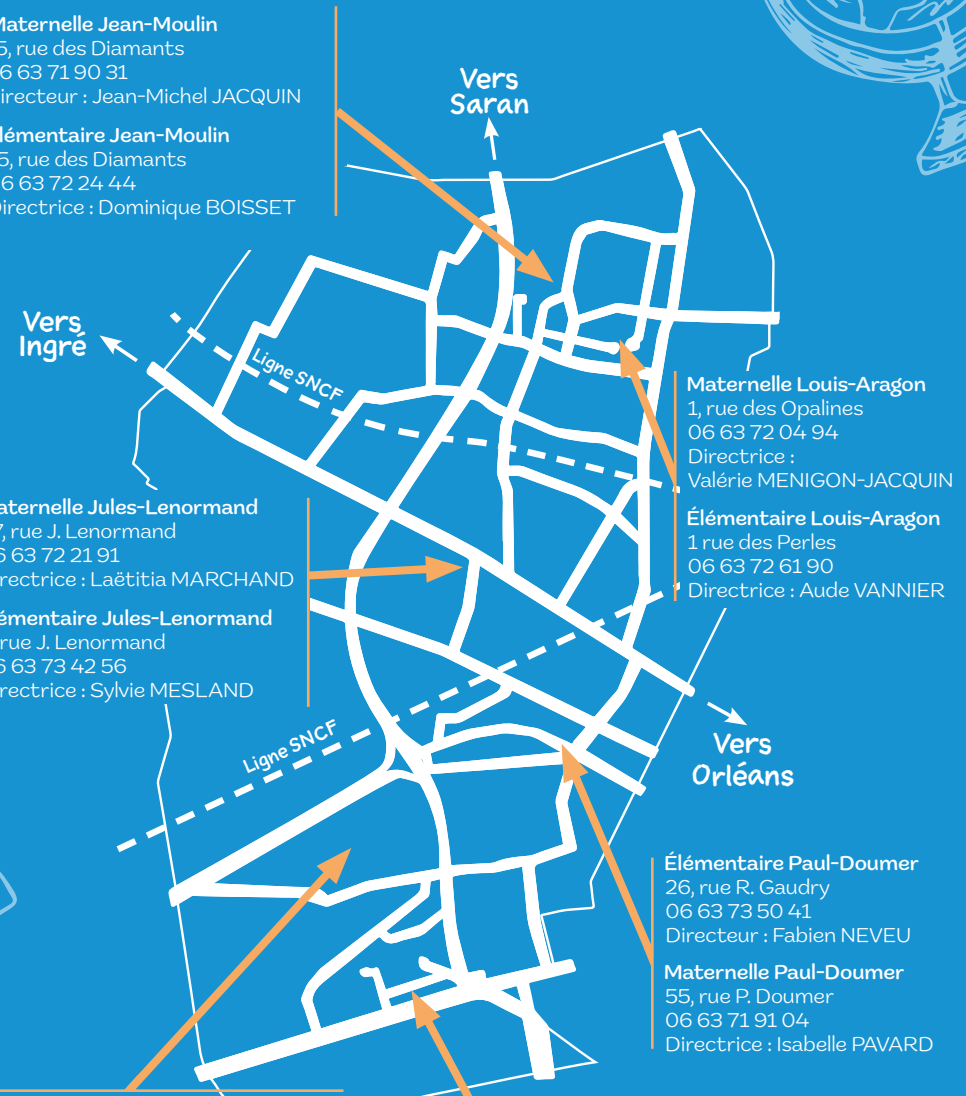 Maternelle Jean-Moulin
5, rue des Diamants
6 63 71 90 31
irecteur : Jean-Michel JACQUIN
lémentaire Jean-Moulin
5, rue des Diamants
6 63 72 24 44
Directrice : Dominique BOISSET
Vers
Saran
Vers
Ingré
Ligne SNCF
Maternelle Louis-Aragon
1, rue des Opalines
06 63 72 04 94
Directrice :
Valérie MENIGON-JACQUIN
Élémentaire Louis-Aragon
1 rue des Perles
06 63 72 61 90
Directrice : Aude VANNIER
aternelle Jules-Lenormand
7, rue J. Lenormand
6 63 72 21 91
irectrice : Laëtitia MARCHAND
émentaire Jules-Lenormand
rue J. Lenormand
6 63 73 42 56
irectrice : Sylvie MESLAND
Ligne SNCF
Vers
Orléans
Élémentaire Paul-Doumer
26, rue R. Gaudry
06 63 73 50 41
Directeur : Fabien NEVEU
Maternelle Paul-Doumer
55, rue P. Doumer
06 63 71 91 04
Directrice : Isabelle PAVARD